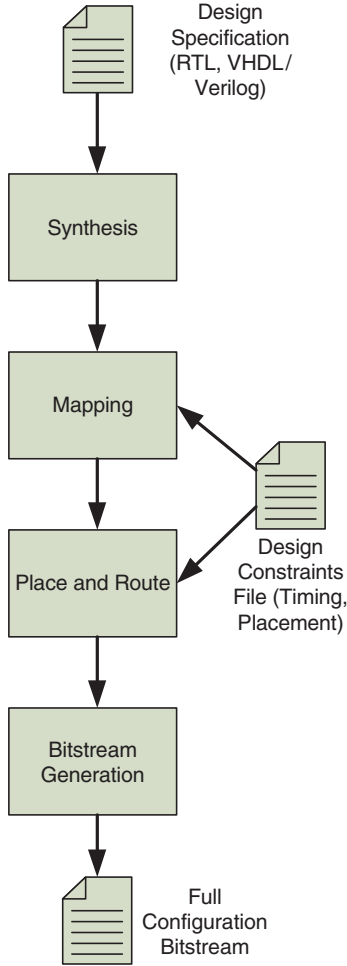 Design
Specification
(RTL, VHDL/
Verilog)
Synthesis
Mapping
Design
Constraints
File (Timing,
Placement)
Place and Route
Bitstream
Generation
Full
Configuration
Bitstream